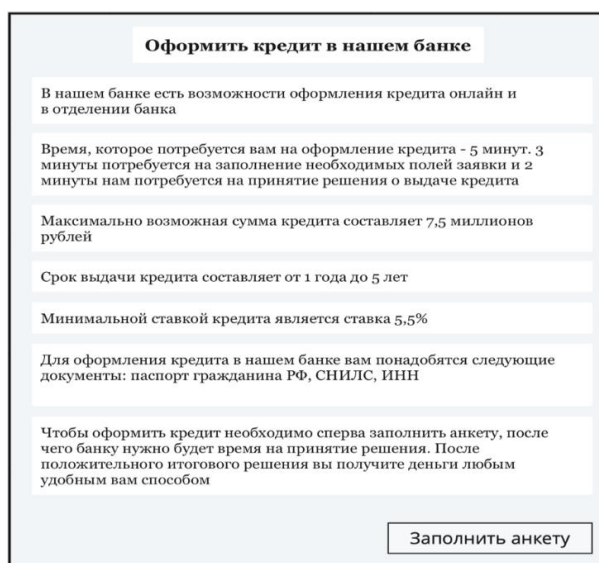 Оформить кредит в нашем банке
В нашем банке есть возможности оформления кредита онлайн и
в отделении банка
Время, которое потребуется вам на оформление кредита - 5 минут. 3
минуты потребуется на заполнение необходимых полей заявки и 2
минуты нам потребуется на принятие решения о выдаче кредита
Максимально возможная сумма кредита составляет 7,5 миллионов
рублей
Срок выдачи кредита составляет от 1 года до 5 лет
Минимальной ставкой кредита является ставка 5,5%
Для оформления кредита в нашем банке вам понадобятся следующие
документы: паспорт гражданина РФ, СНИЛС, ИНН
Чтобы оформить кредит необходимо сперва заполнить анкету, после
чего банку нужно будет время на принятие решения. После
положительного итогового решения вы получите деньги любым
удобным вам способом
Заполнить анкету